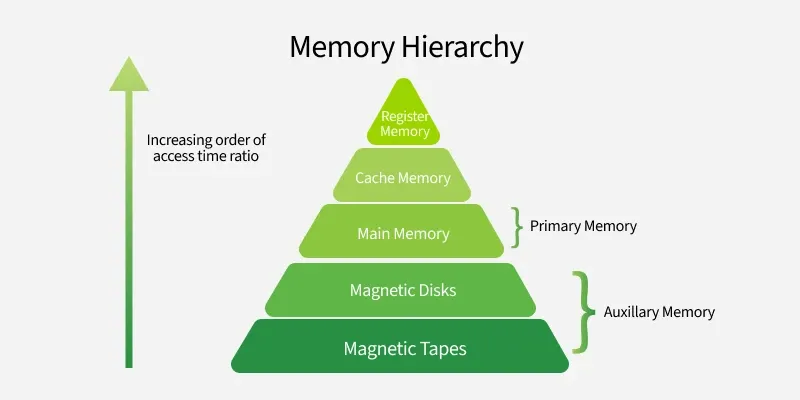 Memory Hierarchy
Increasing order of
access time ratio
Register
Memory
Cache Memory
Main Memory
Primary Memory
Magnetic Disks
Auxillary Memory
Magnetic Tapes